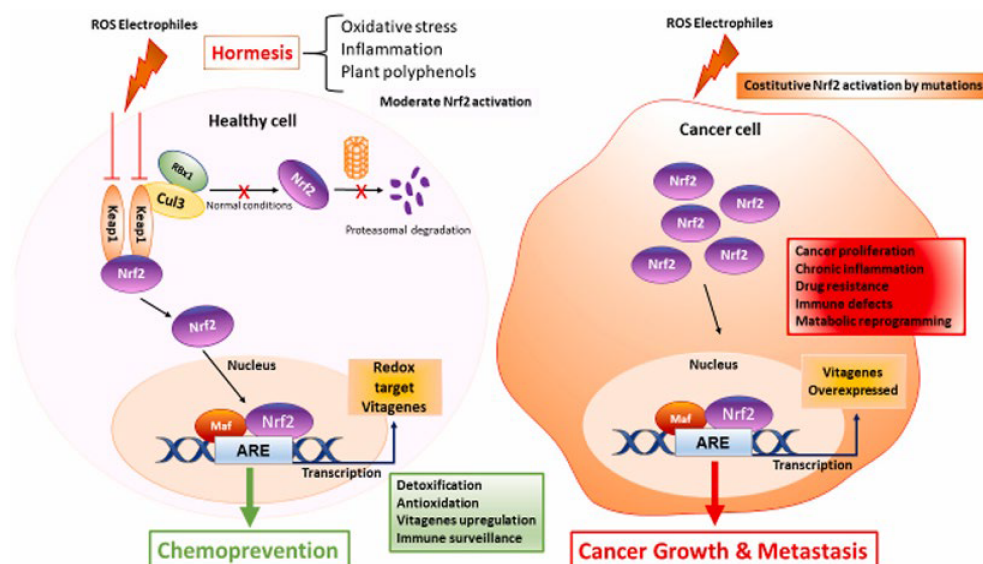 ROS Electrophiles
Hormesis
Oxidative stress
Inflammation
Plant polyphenols
Moderate Nrf2 activation
Healthy cell
RBx1
Cul3
Keap1
Keap1
Nrf2
Normal conditions
Nrf2
Proteasomal degradation
Nrf2
Nucleus
Redox
target
Vitagenes
Maf
Nrf2
ARE
Transcription
Detoxification
Antioxidation
Vitagenes upregulation
Immune surveillance
Chemoprevention
ROS Electrophiles
Costitutive Nrf2 activation by mutations
Cancer cell
Nrf2
Nrf2
Nrf2
Nrf2
Nrf2
Cancer proliferation
Chronic inflammation
Drug resistance
Immune defects
Matabolic reprogramming
Nucleus
Vitagenes
Overexpressed
Maf
Nrf2
ARE
Transcription
Cancer Growth & Metastasis